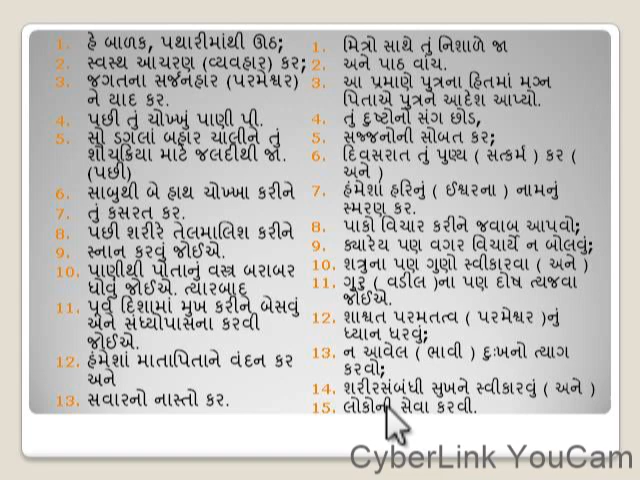 1. હે બાળક, પથારીમાંથી ઊઠ;
2. સ્વસ્થ આચરણ (વ્યવહાર) કર;
3. જગતના સર્જનહાર (પરમેશ્વર)
ને યાદ કર.
4. પછી તું ચોખ્ખું પાણી પી.
5. સો ડગલાં બહાર ચાલીને તું
શૌચક્રિયા માટે જલદીથી જા.
(પછી)
6. સાબુથી બે હાથ ચોખ્ખા કરીને
7. તું કસરત કર.
8. પછી શરીરે તેલમાલિશ કરીને
9. સ્નાન કરવું જોઈએ.
10. પાણીથી પોતાનું વસ્ત્ર બરાબર
ધોવું જોઈએ. ત્યારબાદ
11. પૂર્વ દિશામાં મુખ કરીને બેસવું
અને સંધ્યોપાસના કરવી
જોઈએ.
12. હંમેશાં માતાપિતાને વંદન કર
અને
13. સવારનો નાસ્તો કર.
1. મિત્રો સાથે તું નિશાળે જા
2. અને પાઠ વાંચ.
3. આ પ્રમાણે પુત્રના હિતમાં મગ્ન
પિતાએ પુત્રને આદેશ આપ્યો.
4. તું દુષ્ટોનો સંગ છોડ,
5. સજ્જનોની સોબત કર;
6. દિવસરાત તું પુણ્ય ( સત્કર્મ ) કર (
અને )
7. હંમેશાં હરિનું ( ઈશ્વરના ) નામનું
સ્મરણ કર.
8. પાકો વિચાર કરીને જવાબ આપવો;
9. ક્યારેય પણ વગર વિચાર્યે ન બોલવું;
10. શત્રુના પણ ગુણો સ્વીકારવા ( અને )
11. ગુરુ ( વડીલ )ના પણ દોષ ત્યજવા
જોઈએ.
12. શાશ્વત પરમતત્વ ( પરમેશ્વર )નું
ધ્યાન ધરવું;
13. ન આવેલ ( ભાવી ) દુઃખનો ત્યાગ
કરવો;
14. શરીરસંબંધી સુખને સ્વીકારવું ( અને )
15. લોકોની સેવા કરવી.
CyberLink YouCam